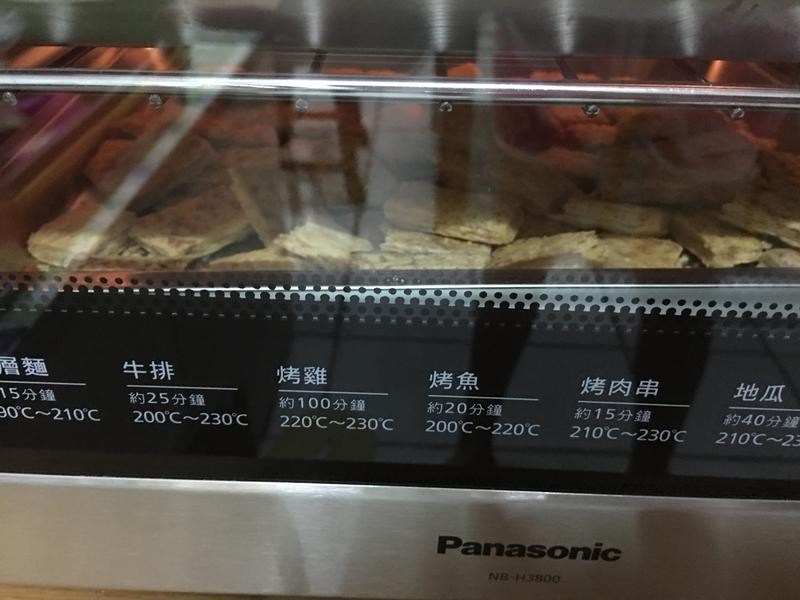 層麵
15分鐘
90℃～210℃
牛排
約25分鐘
200℃～230℃
烤雞
約100分鐘
220℃～230℃
烤魚
約20分鐘
200℃～220℃
烤肉串
約15分鐘
210℃～230℃
地瓜
約40分鐘
210℃～23
Panasonic
NB-H3800